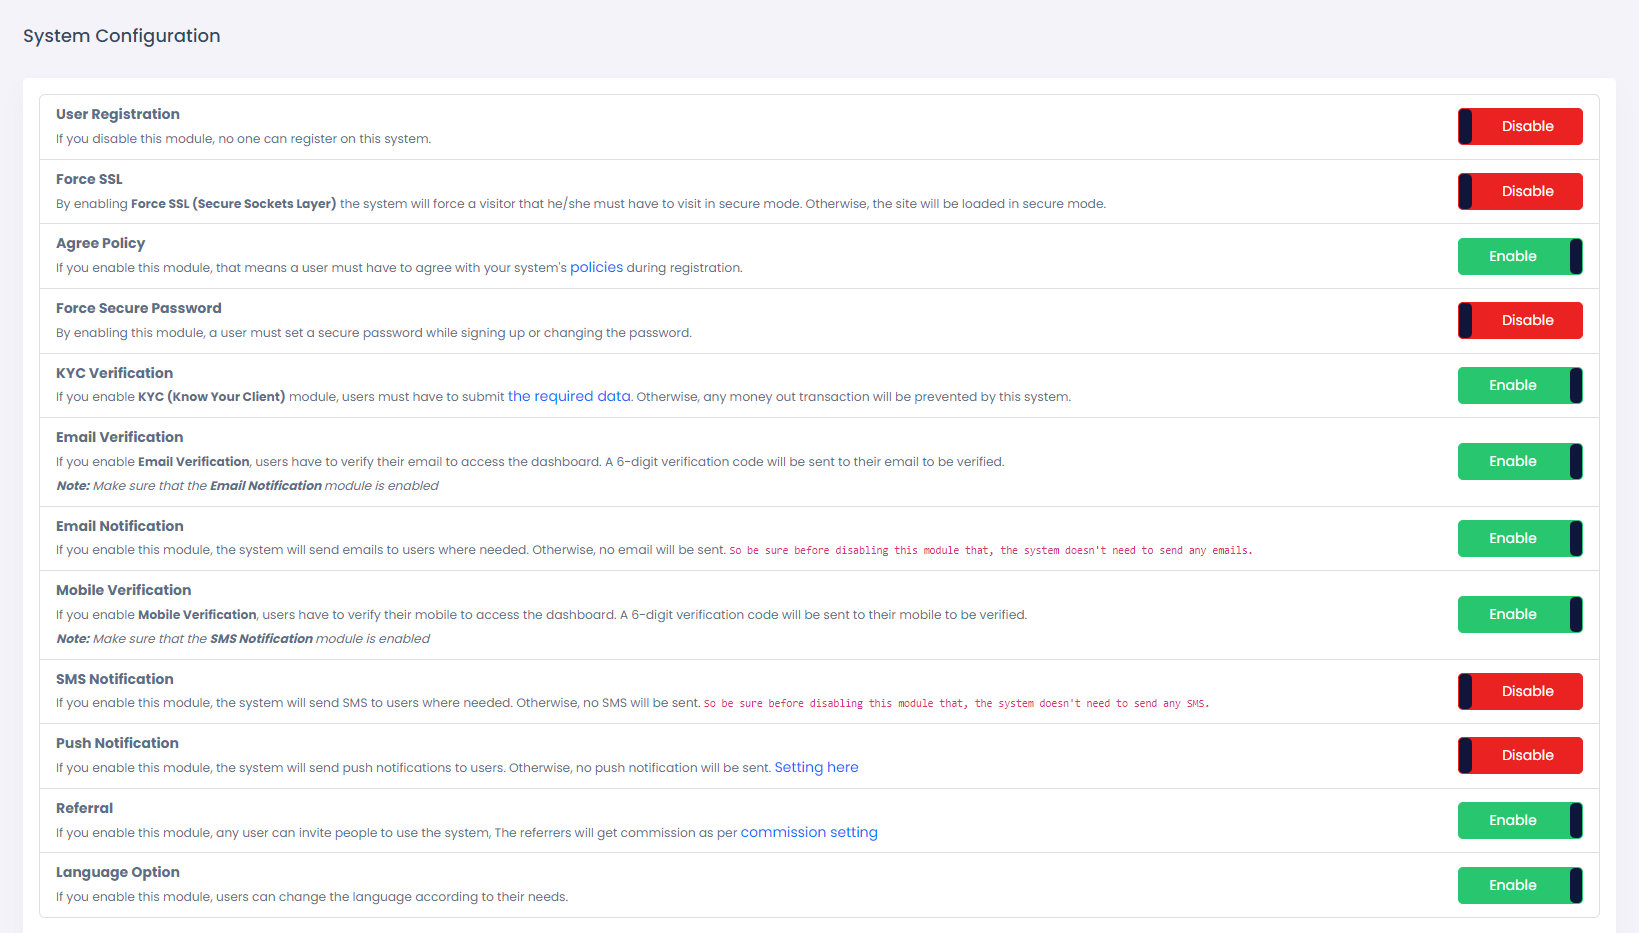 System Configuration
User Registration
If you disable this module, no one can register on this system.
Disable
Force SSL
By enabling Force SSL (Secure Sockets Layer) the system will force a visitor that he/she must have to visit in secure mode. Otherwise, the site will be loaded in secure mode.
Disable
Agree Policy
If you enable this module, that means a user must have to agree with your system's policies during registration.
Enable
Force Secure Password
By enabling this module, a user must set a secure password while signing up or changing the password.
Disable
KYC Verification
If you enable KYC (Know Your Client) module, users must have to submit the required data. Otherwise, any money out transaction will be prevented by this system.
Enable
Email Verification
If you enable Email Verification, users have to verify their email to access the dashboard. A 6-digit verification code will be sent to their email to be verified.
Note: Make sure that the Email Notification module is enabled
Enable
Email Notification
If you enable this module, the system will send emails to users where needed. Otherwise, no email will be sent. So be sure before disabling this module that, the system doesn't need to send any emails.
Enable
Mobile Verification
If you enable Mobile Verification, users have to verify their mobile to access the dashboard. A 6-digit verification code will be sent to their mobile to be verified.
Note: Make sure that the SMS Notification module is enabled
Enable
SMS Notification
If you enable this module, the system will send SMS to users where needed. Otherwise, no SMS will be sent. So be sure before disabling this module that, the system doesn't need to send any SMS.
Disable
Push Notification
If you enable this module, the system will send push notifications to users. Otherwise, no push notification will be sent. Setting here
Disable
Referral
If you enable this module, any user can invite people to use the system, The referrers will get commission as per commission setting
Enable
Language Option
If you enable this module, users can change the language according to their needs.
Enable